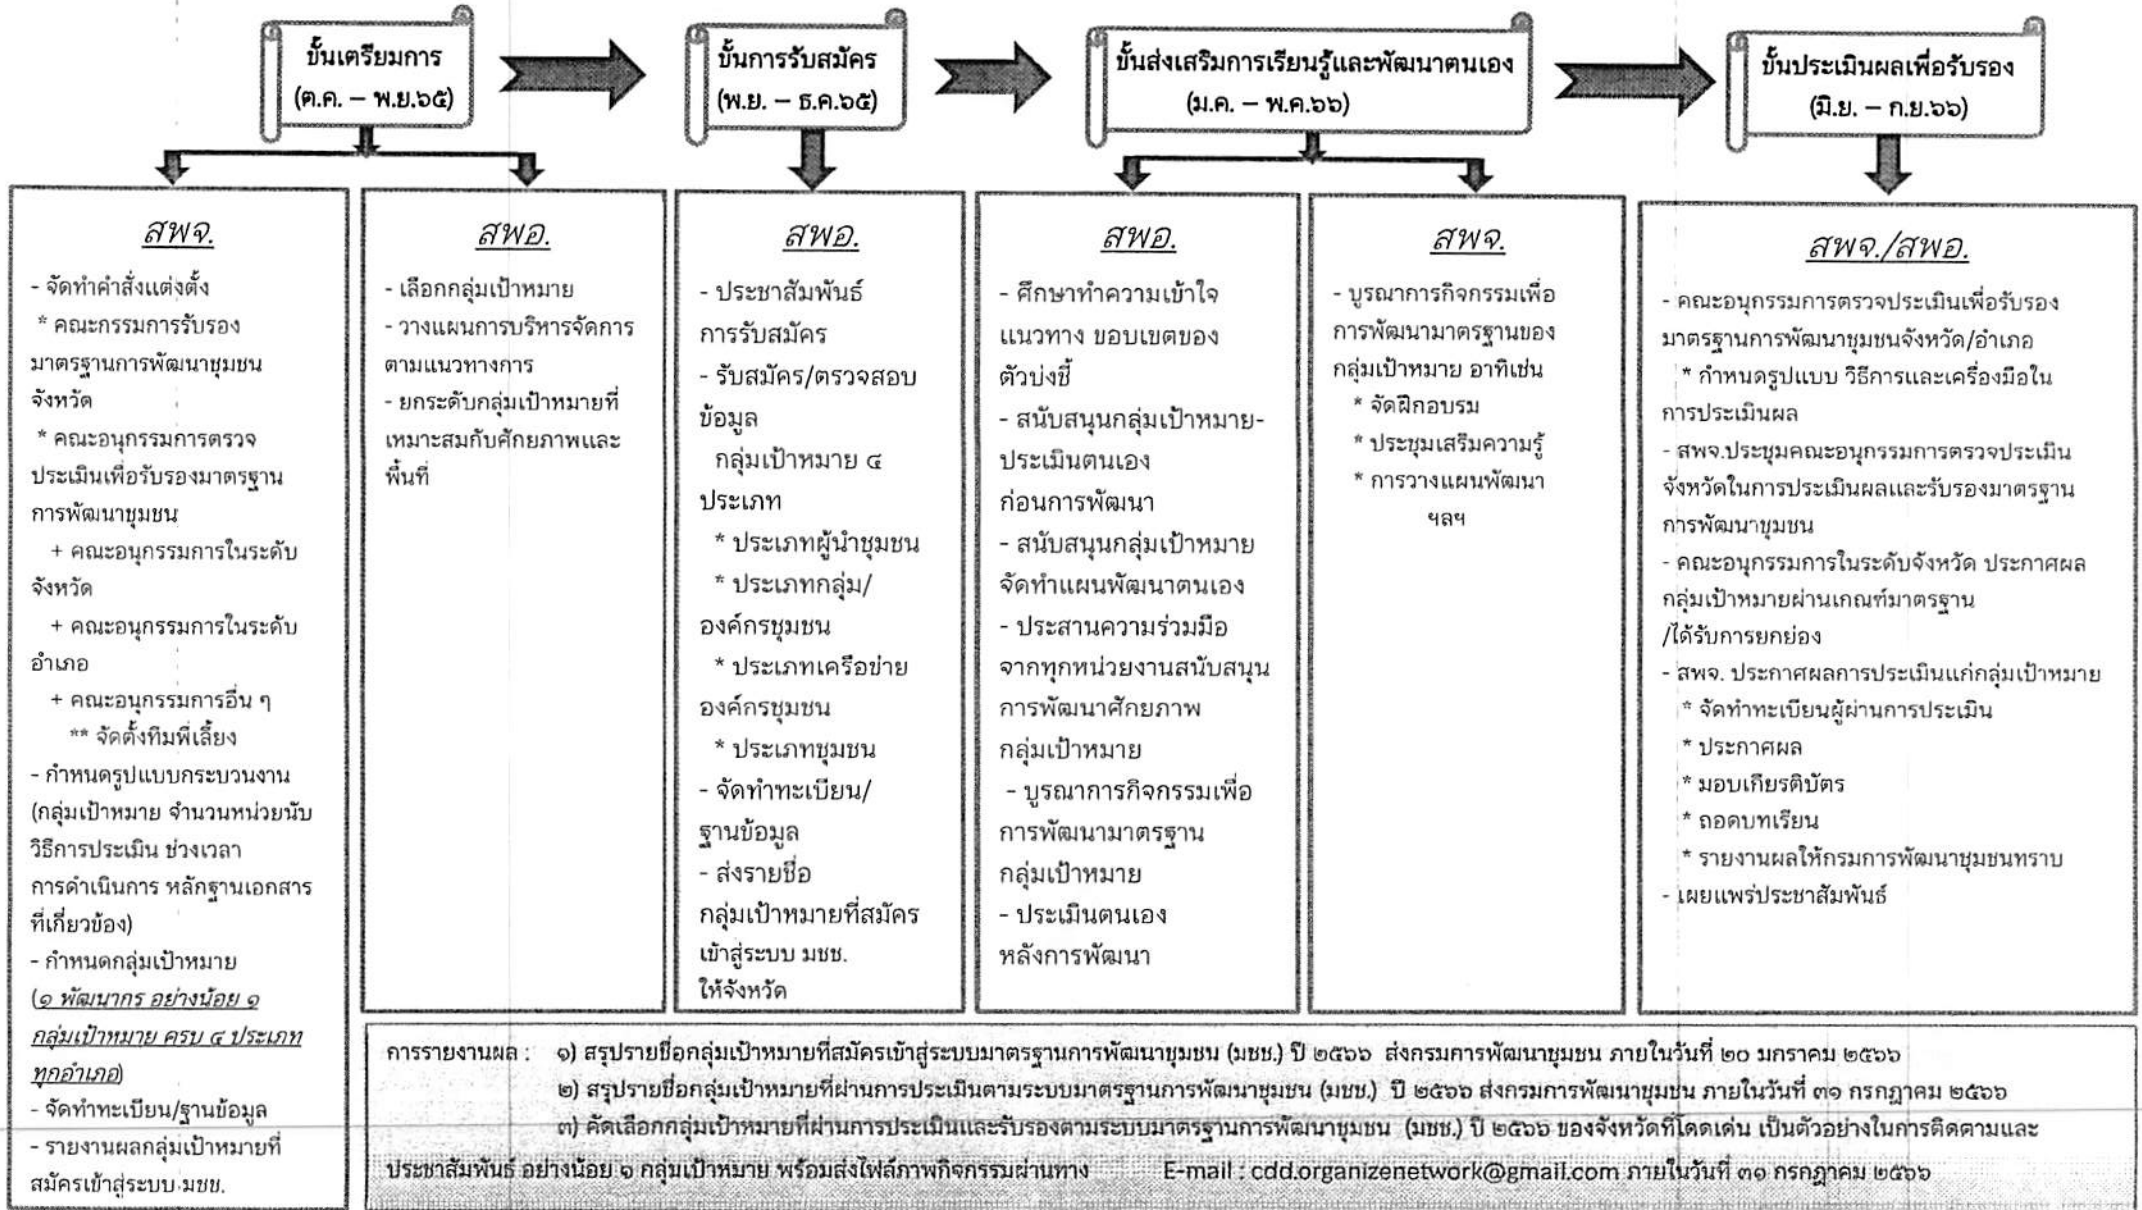 ขั้นเตรียมการ
(ต.ค. – พ.ย.๖๕)
ขั้นการรับสมัคร
(พ.ย. – ธ.ค.๖๕)
ขั้นส่งเสริมการเรียนรู้และพัฒนาตนเอง
(ม.ค. – พ.ค.๖๖)
ขั้นประเมินผลเพื่อรับรอง
(มิ.ย. – ก.ย.๖๖)
สพจ.
- จัดทำคำสั่งแต่งตั้ง
* คณะกรรมการรับรอง
มาตรฐานการพัฒนาชุมชน
จังหวัด
* คณะอนุกรรมการตรวจ
ประเมินเพื่อรับรองมาตรฐาน
การพัฒนาชุมชน
+ คณะอนุกรรมการในระดับ
จังหวัด
+ คณะอนุกรรมการในระดับ
อำเภอ
+ คณะอนุกรรมการอื่น ๆ
** จัดตั้งทีมพี่เลี้ยง
- กำหนดรูปแบบกระบวนงาน
(กลุ่มเป้าหมาย จำนวนหน่วยนับ
วิธีการประเมิน ช่วงเวลา
การดำเนินการ หลักฐานเอกสาร
ที่เกี่ยวข้อง)
- กำหนดกลุ่มเป้าหมาย
(๑ พัฒนากร อย่างน้อย ๑
กลุ่มเป้าหมาย ครบ ๔ ประเภท
ทุกอำเภอ)
- จัดทำทะเบียน/ฐานข้อมูล
- รายงานผลกลุ่มเป้าหมายที่
สมัครเข้าสู่ระบบ มชช.
สพอ.
- เลือกกลุ่มเป้าหมาย
- วางแผนการบริหารจัดการ
ตามแนวทางการ
- ยกระดับกลุ่มเป้าหมายที่
เหมาะสมกับศักยภาพและ
พื้นที่
สพอ.
- ประชาสัมพันธ์
การรับสมัคร
- รับสมัคร/ตรวจสอบ
ข้อมูล
กลุ่มเป้าหมาย ๔
ประเภท
* ประเภทผู้นำชุมชน
* ประเภทกลุ่ม/
องค์กรชุมชน
* ประเภทเครือข่าย
องค์กรชุมชน
* ประเภทชุมชน
- จัดทำทะเบียน/
ฐานข้อมูล
- ส่งรายชื่อ
กลุ่มเป้าหมายที่สมัคร
เข้าสู่ระบบ มชช.
ให้จังหวัด
สพอ.
- ศึกษาทำความเข้าใจ
แนวทาง ขอบเขตของ
ตัวบ่งชี้
- สนับสนุนกลุ่มเป้าหมาย-
ประเมินตนเอง
ก่อนการพัฒนา
- สนับสนุนกลุ่มเป้าหมาย
จัดทำแผนพัฒนาตนเอง
- ประสานความร่วมมือ
จากทุกหน่วยงานสนับสนุน
การพัฒนาศักยภาพ
กลุ่มเป้าหมาย
- บูรณาการกิจกรรมเพื่อ
การพัฒนามาตรฐาน
กลุ่มเป้าหมาย
- ประเมินตนเอง
หลังการพัฒนา
สพจ.
- บูรณาการกิจกรรมเพื่อ
การพัฒนามาตรฐานของ
กลุ่มเป้าหมาย อาทิเช่น
* จัดฝึกอบรม
* ประชุมเสริมความรู้
* การวางแผนพัฒนา
ฯลฯ
สพจ./สพอ.
- คณะอนุกรรมการตรวจประเมินเพื่อรับรอง
มาตรฐานการพัฒนาชุมชนจังหวัด/อำเภอ
* กำหนดรูปแบบ วิธีการและเครื่องมือใน
การประเมินผล
- สพจ.ประชุมคณะอนุกรรมการตรวจประเมิน
จังหวัดในการประเมินผลและรับรองมาตรฐาน
การพัฒนาชุมชน
- คณะอนุกรรมการในระดับจังหวัด ประกาศผล
กลุ่มเป้าหมายผ่านเกณฑ์มาตรฐาน
/ได้รับการยกย่อง
- สพจ. ประกาศผลการประเมินแก่กลุ่มเป้าหมาย
* จัดทำทะเบียนผู้ผ่านการประเมิน
* ประกาศผล
* มอบเกียรติบัตร
* ถอดบทเรียน
* รายงานผลให้กรมการพัฒนาชุมชนทราบ
- เผยแพร่ประชาสัมพันธ์
การรายงานผล : ๑) สรุปรายชื่อกลุ่มเป้าหมายที่สมัครเข้าสู่ระบบมาตรฐานการพัฒนาชุมชน (มชช.) ปี ๒๕๖๖ ส่งกรมการพัฒนาชุมชน ภายในวันที่ ๒๐ มกราคม ๒๕๖๖
๒) สรุปรายชื่อกลุ่มเป้าหมายที่ผ่านการประเมินตามระบบมาตรฐานการพัฒนาชุมชน (มชช.) ปี ๒๕๖๖ ส่งกรมการพัฒนาชุมชน ภายในวันที่ ๓๑ กรกฎาคม ๒๕๖๖
๓) คัดเลือกกลุ่มเป้าหมายที่ผ่านการประเมินและรับรองตามระบบมาตรฐานการพัฒนาชุมชน (มชช.) ปี ๒๕๖๖ ของจังหวัดที่โดดเด่น เป็นตัวอย่างในการติดตามและ
ประชาสัมพันธ์ อย่างน้อย ๑ กลุ่มเป้าหมาย พร้อมส่งไฟล์ภาพกิจกรรมผ่านทาง E-mail : cdd.organizenetwork@gmail.com ภายในวันที่ ๓๑ กรกฎาคม ๒๕๖๖